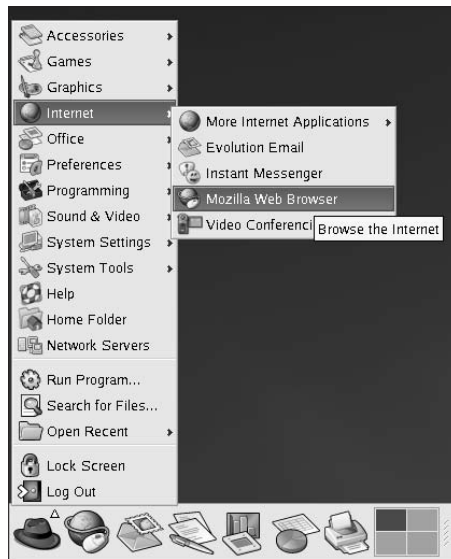 Accessories
Games
Graphics
Internet
Office
Preferences
Programming
Sound & Video
System Settings
System Tools
Help
Home Folder
Network Servers
Run Program...
Search for Files...
Open Recent
Lock Screen
Log Out
More Internet Applications
Evolution Email
Instant Messenger
Mozilla Web Browser
Video Conferenci
Browse the Internet